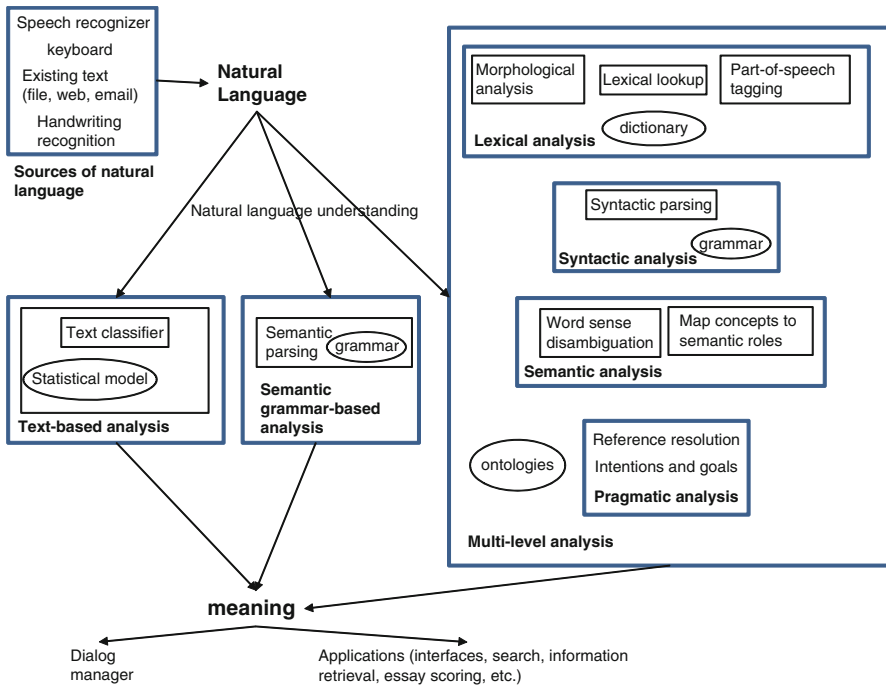 Speech recognizer
keyboard
Existing text
(file, web, email)
Handwriting
recognition
Sources of natural
language
Natural
Language
Natural language understanding
Text classifier
Statistical model
Text-based analysis
Semantic
parsing
grammar
Semantic
grammar-based
analysis
Morphological
analysis
Lexical lookup
Part-of-speech
tagging
dictionary
Lexical analysis
Syntactic parsing
grammar
Syntactic analysis
Word sense
disambiguation
Map concepts to
semantic roles
Semantic analysis
ontologies
Reference resolution
Intentions and goals
Pragmatic analysis
Multi-level analysis
meaning
Dialog
manager
Applications (interfaces, search, information
retrieval, essay scoring, etc.)